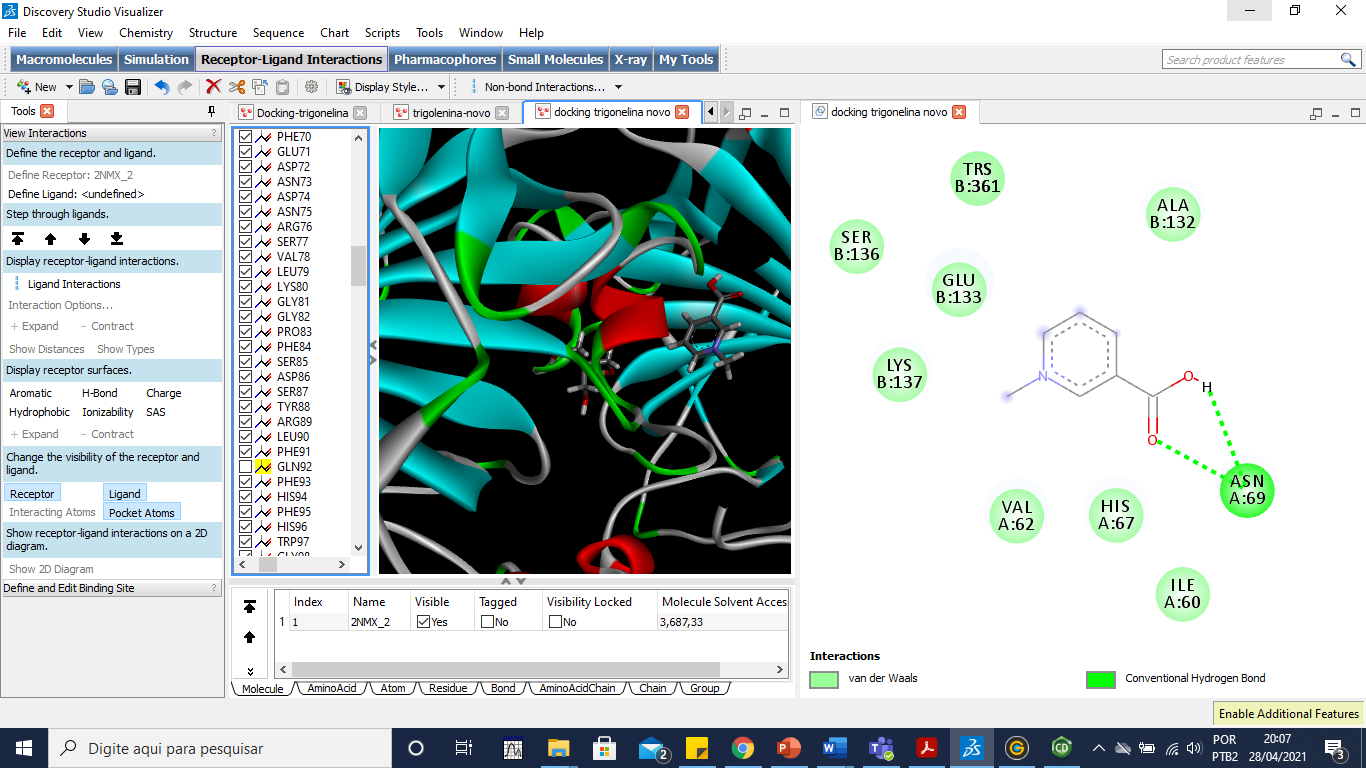 Discovery Studio Visualizer
File Edit View Chemistry Structure Sequence Chart Scripts Tools Window Help
Macromolecules Simulation Receptor-Ligand Interactions Pharmacophores Small Molecules X-ray My Tools
Search product features
New Display Style... Non-bond Interactions...
Tools
View Interactions ?
Define the receptor and ligand.
Define Receptor: 2NMX_2
Define Ligand: <undefined>
Step through ligands.
Display receptor-ligand interactions.
Ligand Interactions
Interaction Options...
+ Expand - Contract
Show Distances Show Types
Display receptor surfaces.
Aromatic H-Bond Charge
Hydrophobic Ionizability SAS
+ Expand - Contract
Change the visibility of the receptor and
ligand.
Receptor Ligand
Interacting Atoms Pocket Atoms
Show receptor-ligand interactions on a 2D
diagram.
Show 2D Diagram
Define and Edit Binding Site ?
Docking-trigonelina trigolenina-novo docking trigonelina novo
PHE70
GLU71
ASP72
ASN73
ASP74
ASN75
ARG76
SER77
VAL78
LEU79
LYS80
GLY81
GLY82
PRO83
PHE84
SER85
ASP86
SER87
TYR88
ARG89
LEU90
PHE91
GLN92
PHE93
HIS94
PHE95
HIS96
TRP97
Index Name Visible Tagged Visibility Locked Molecule Solvent Acces
1 1 2NMX_2 Yes No No 3,687,33
Molecule AminoAcid Atom Residue Bond AminoAcidChain Chain Group
docking trigonelina novo
TRS
B:361
ALA
B:132
SER
B:136
GLU
B:133
LYS
B:137
N
O
H
O
ASN
A:69
VAL
A:62
HIS
A:67
ILE
A:60
Interactions
van der Waals
Conventional Hydrogen Bond
Enable Additional Features
Digite aqui para pesquisar
2
POR
PTB2
20:07
28/04/2021
3